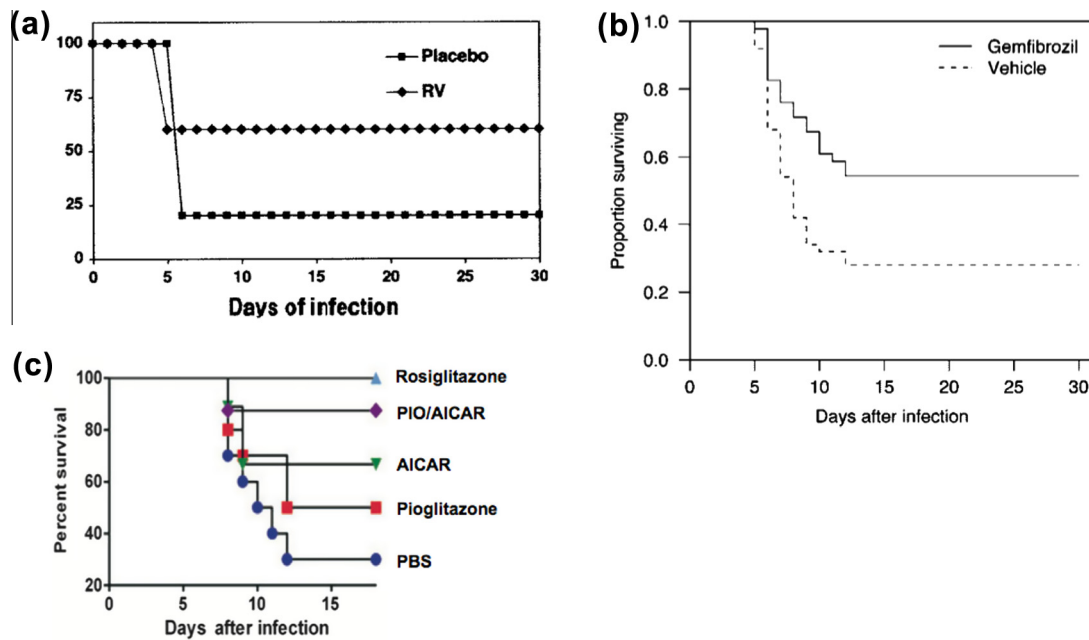 (a)
100
75
50
25
0
Placebo
RV
0 5 10 15 20 25 30
Days of infection
(b)
1.0
0.8
0.6
0.4
0.2
0.0
Proportion surviving
Gemfibrozil
Vehicle
0 5 10 15 20 25 30
Days after infection
(c)
100
80
60
40
20
Percent survival
Rosiglitazone
PIO/AICAR
AICAR
Pioglitazone
PBS
0 5 10 15
Days after infection